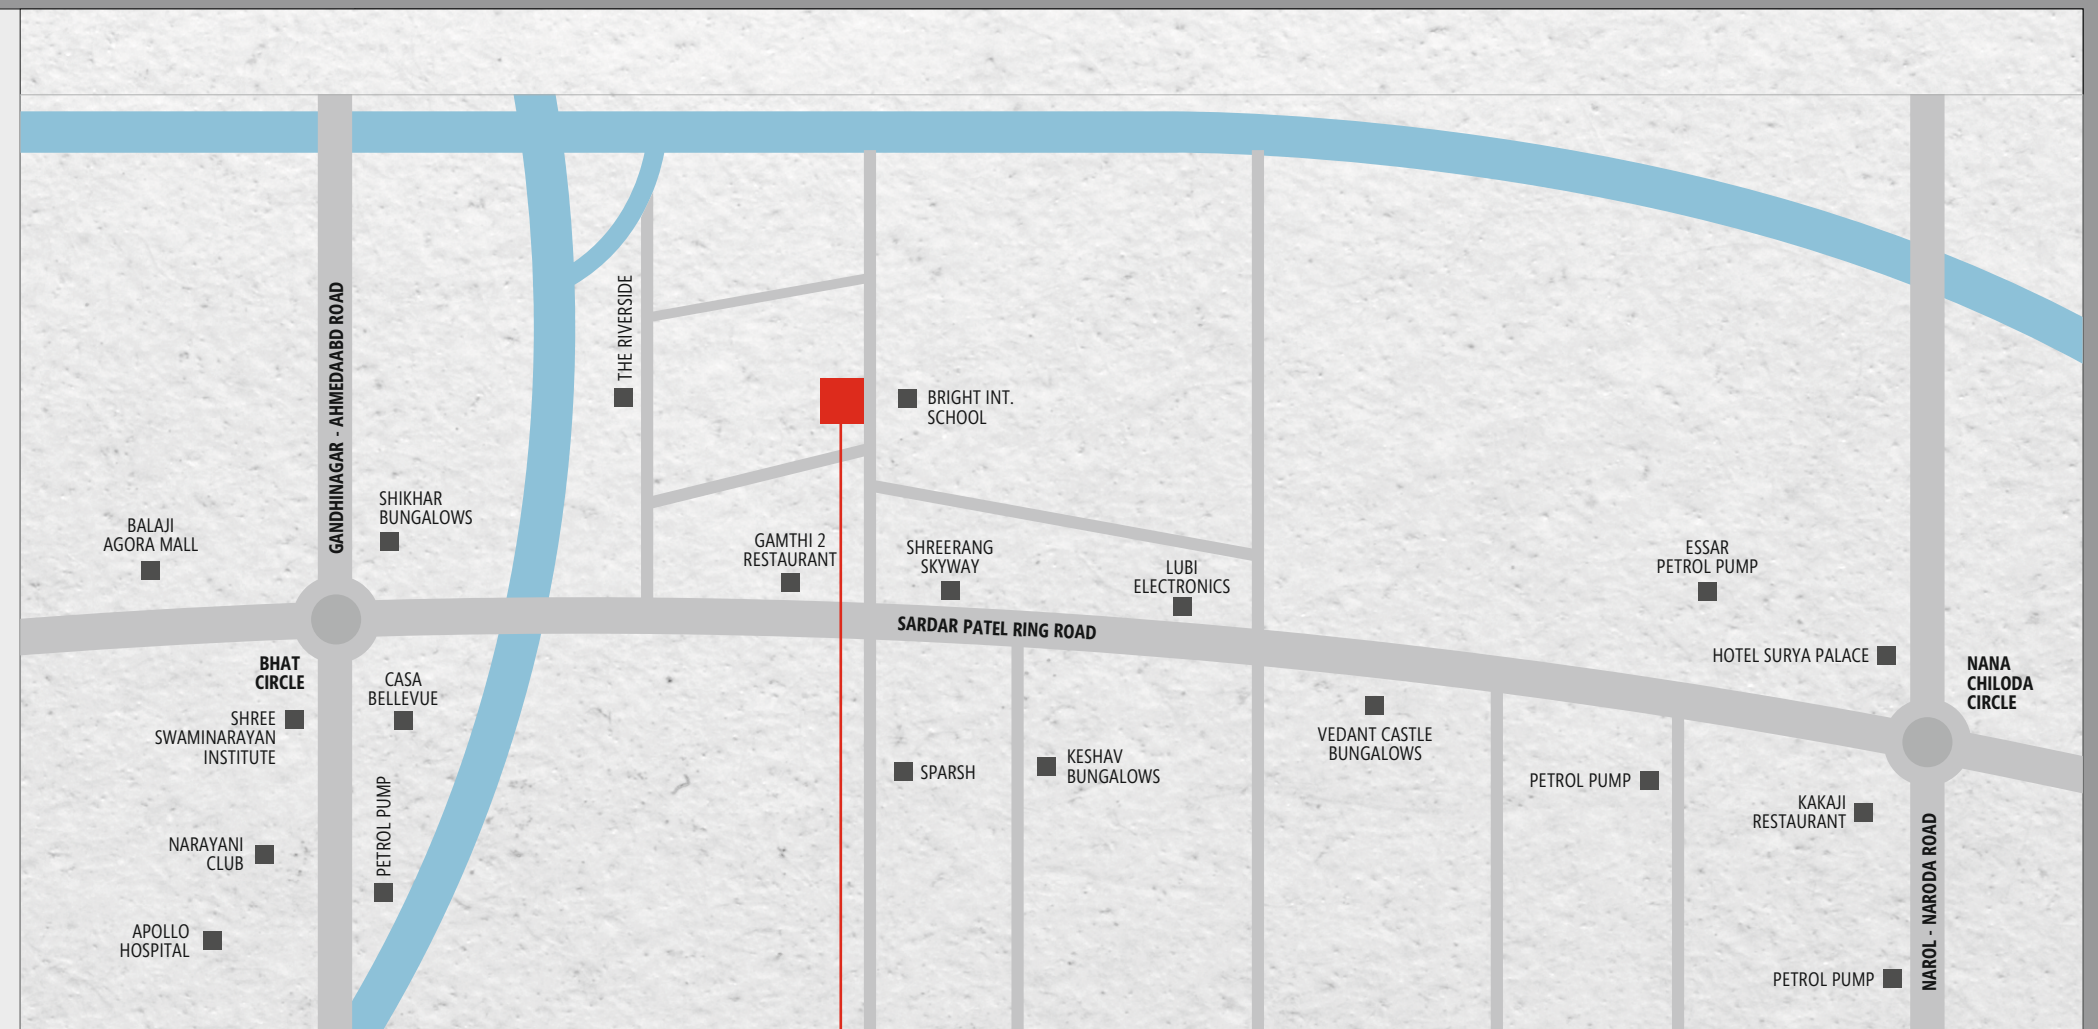 THE RIVERSIDE
GANDHINAGAR - AHMEDAABD ROAD
BRIGHT INT.
SCHOOL
SHIKHAR
BUNGALOWS
BALAJI
AGORA MALL
GAMTHI 2
RESTAURANT
SHREERANG
SKYWAY
LUBI
ELECTRONICS
ESSAR
PETROL PUMP
SARDAR PATEL RING ROAD
HOTEL SURYA PALACE
NANA
CHILODA
CIRCLE
BHAT
CIRCLE
CASA
BELLEVUE
SHREE
SWAMINARAYAN
INSTITUTE
VEDANT CASTLE
BUNGALOWS
SPARSH
KESHAV
BUNGALOWS
PETROL PUMP
PETROL PUMP
KAKAJI
RESTAURANT
NARAYANI
CLUB
NAROL - NARODA ROAD
APOLLO
HOSPITAL
PETROL PUMP